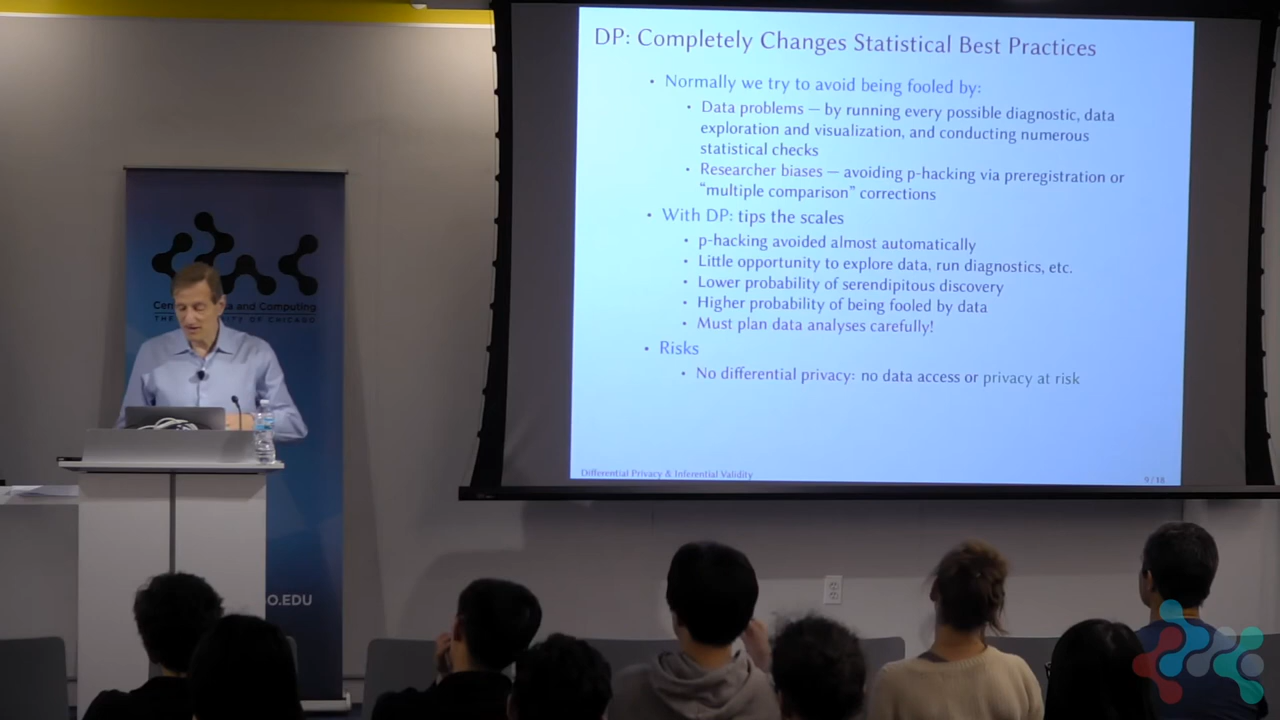 DP: Completely Changes Statistical Best Practices
• Normally we try to avoid being fooled by:
• Data problems — by running every possible diagnostic, data
exploration and visualization, and conducting numerous
statistical checks
• Researcher biases — avoiding p-hacking via preregistration or
“multiple comparison” corrections
• With DP: tips the scales
• p-hacking avoided almost automatically
• Little opportunity to explore data, run diagnostics, etc.
• Lower probability of serendipitous discovery
• Higher probability of being fooled by data
• Must plan data analyses carefully!
• Risks
• No differential privacy: no data access or privacy at risk
Differential Privacy & Inferential Validity
9 / 18
and Computing
OF CHICAGO
O.EDU